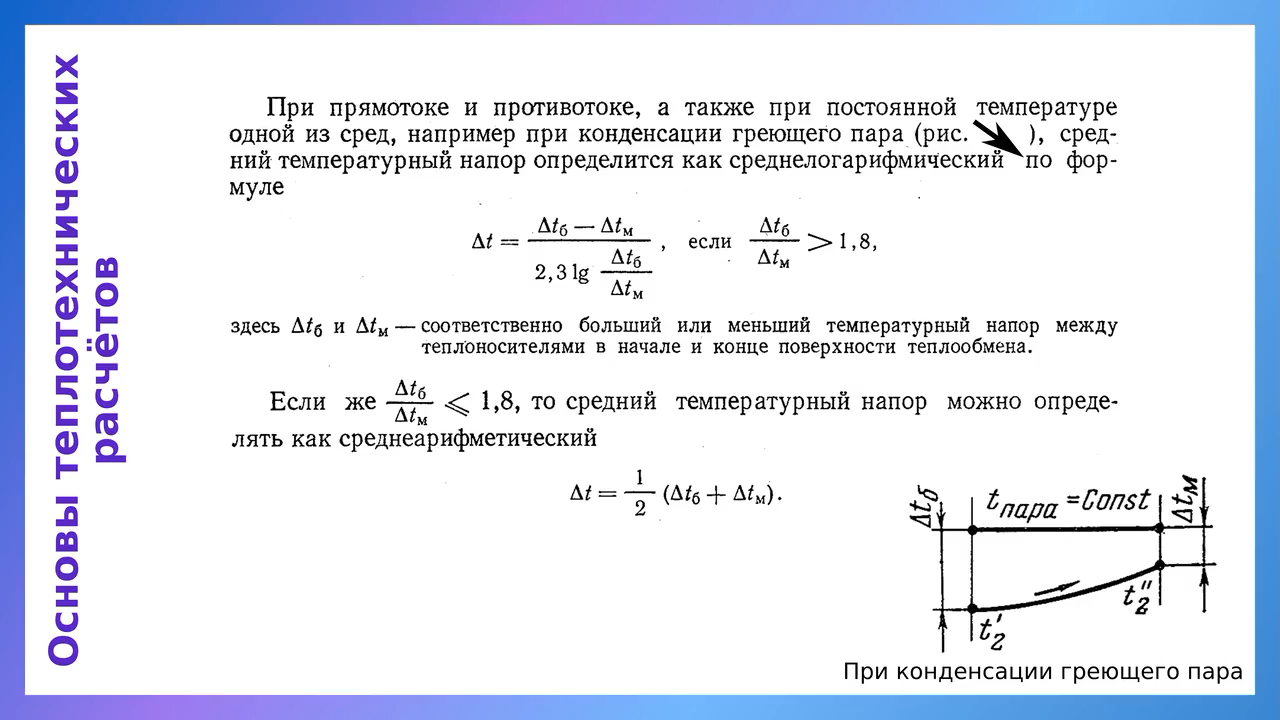 Основы теплотехнических
расчётов
При прямотоке и противотоке, а также при постоянной температуре
одной из сред, например при конденсации греющего пара (рис. ), сред-
ний температурный напор определится как среднелогарифмический по фор-
муле
Δt = (Δtб — Δtм) / (2,3 lg Δtб/Δtм) , если Δtб/Δtм > 1,8,
здесь Δtб и Δtм — соответственно больший или меньший температурный напор между
теплоносителями в начале и конце поверхности теплообмена.
Если же Δtб/Δtм ⩽ 1,8, то средний температурный напор можно опреде-
лять как среднеарифметический
Δt = 1/2 (Δtб + Δtм).
Δtб
tпара = Const
Δtм
t2'
t2''
При конденсации греющего пара